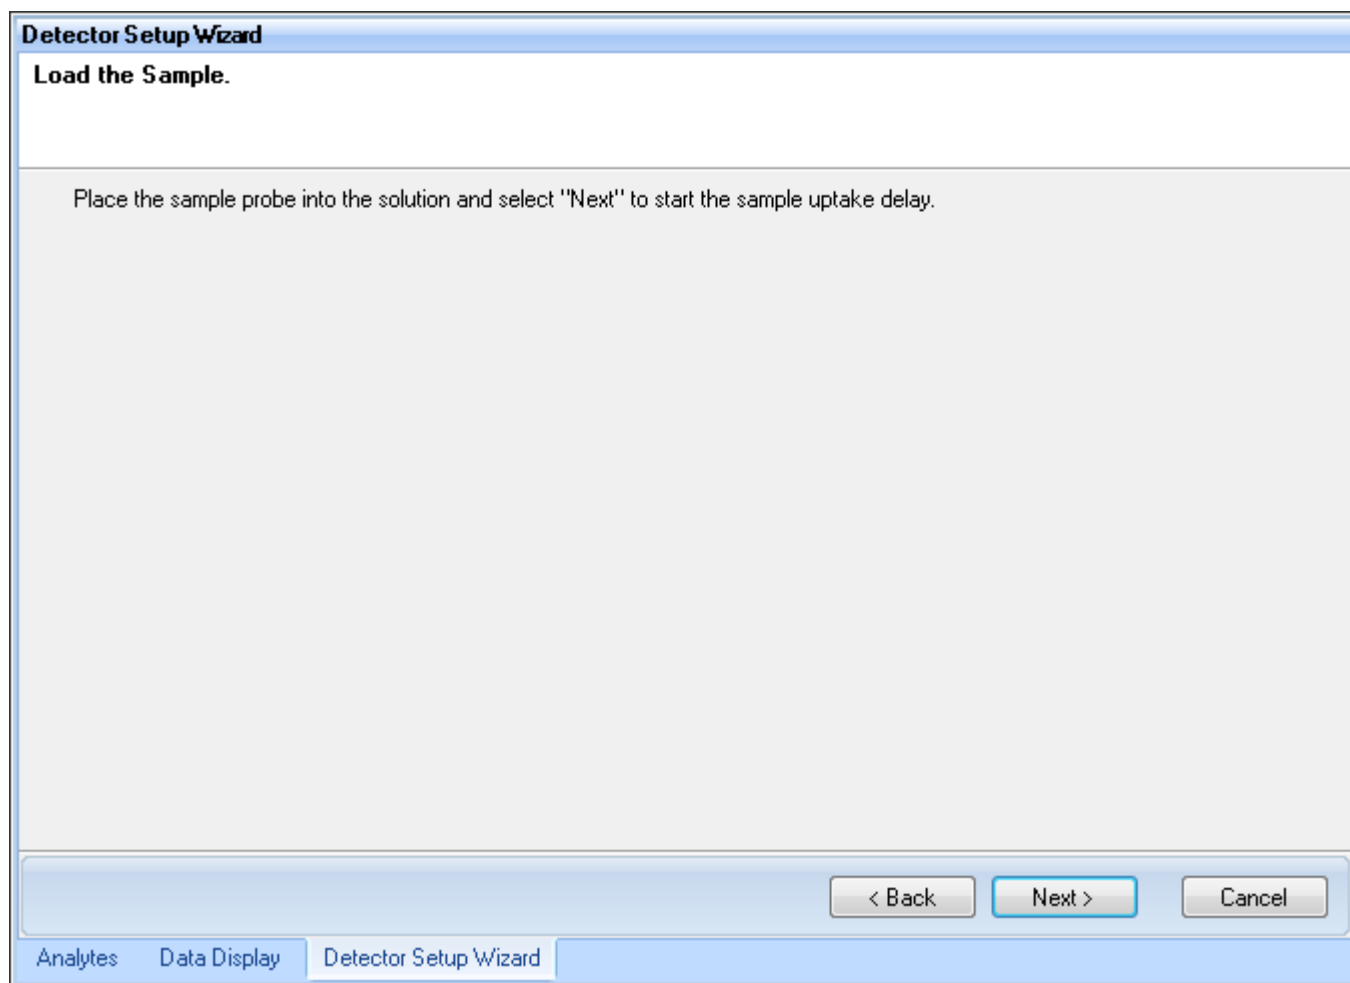 Detector Setup Wizard
Load the Sample.
Place the sample probe into the solution and select "Next" to start the sample uptake delay.
< Back Next > Cancel
Analytes Data Display Detector Setup Wizard